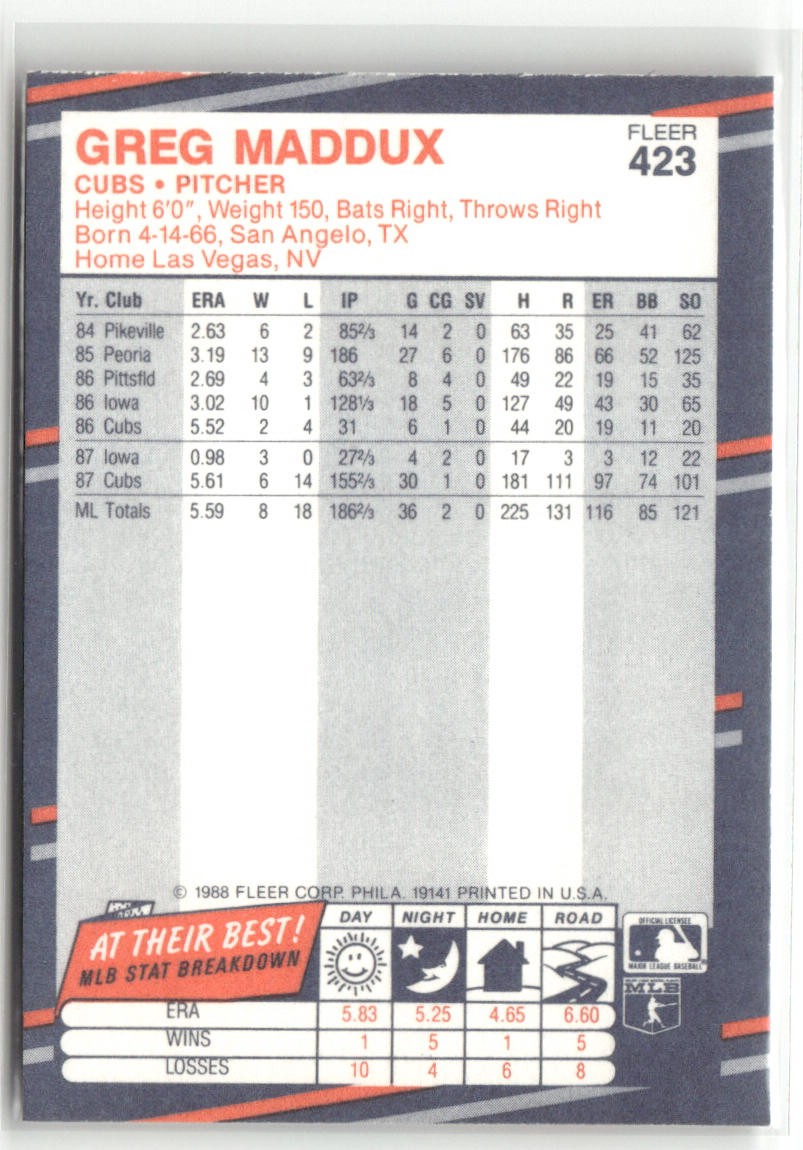 GREG MADDUX
FLEER
423
CUBS • PITCHER
Height 6'0", Weight 150, Bats Right, Throws Right
Born 4-14-66, San Angelo, TX
Home Las Vegas, NV
Yr. Club ERA W L IP G CG SV H R ER BB SO
84 Pikeville 2.63 6 2 85⅔ 14 2 0 63 35 25 41 62
85 Peoria 3.19 13 9 186 27 6 0 176 86 66 52 125
86 Pittsfld 2.69 4 3 63⅔ 8 4 0 49 22 19 15 35
86 Iowa 3.02 10 1 128⅓ 18 5 0 127 49 43 30 65
86 Cubs 5.52 2 4 31 6 1 0 44 20 19 11 20
87 Iowa 0.98 3 0 27⅔ 4 2 0 17 3 3 12 22
87 Cubs 5.61 6 14 155⅔ 30 1 0 181 111 97 74 101
ML Totals 5.59 8 18 186⅔ 36 2 0 225 131 116 85 121
© 1988 FLEER CORP. PHILA. 19141 PRINTED IN U.S.A.
AT THEIR BEST!
MLB STAT BREAKDOWN
DAY NIGHT HOME ROAD
OFFICIAL LICENSEE
MAJOR LEAGUE BASEBALL
MLB
ERA 5.83 5.25 4.65 6.60
WINS 1 5 1 5
LOSSES 10 4 6 8